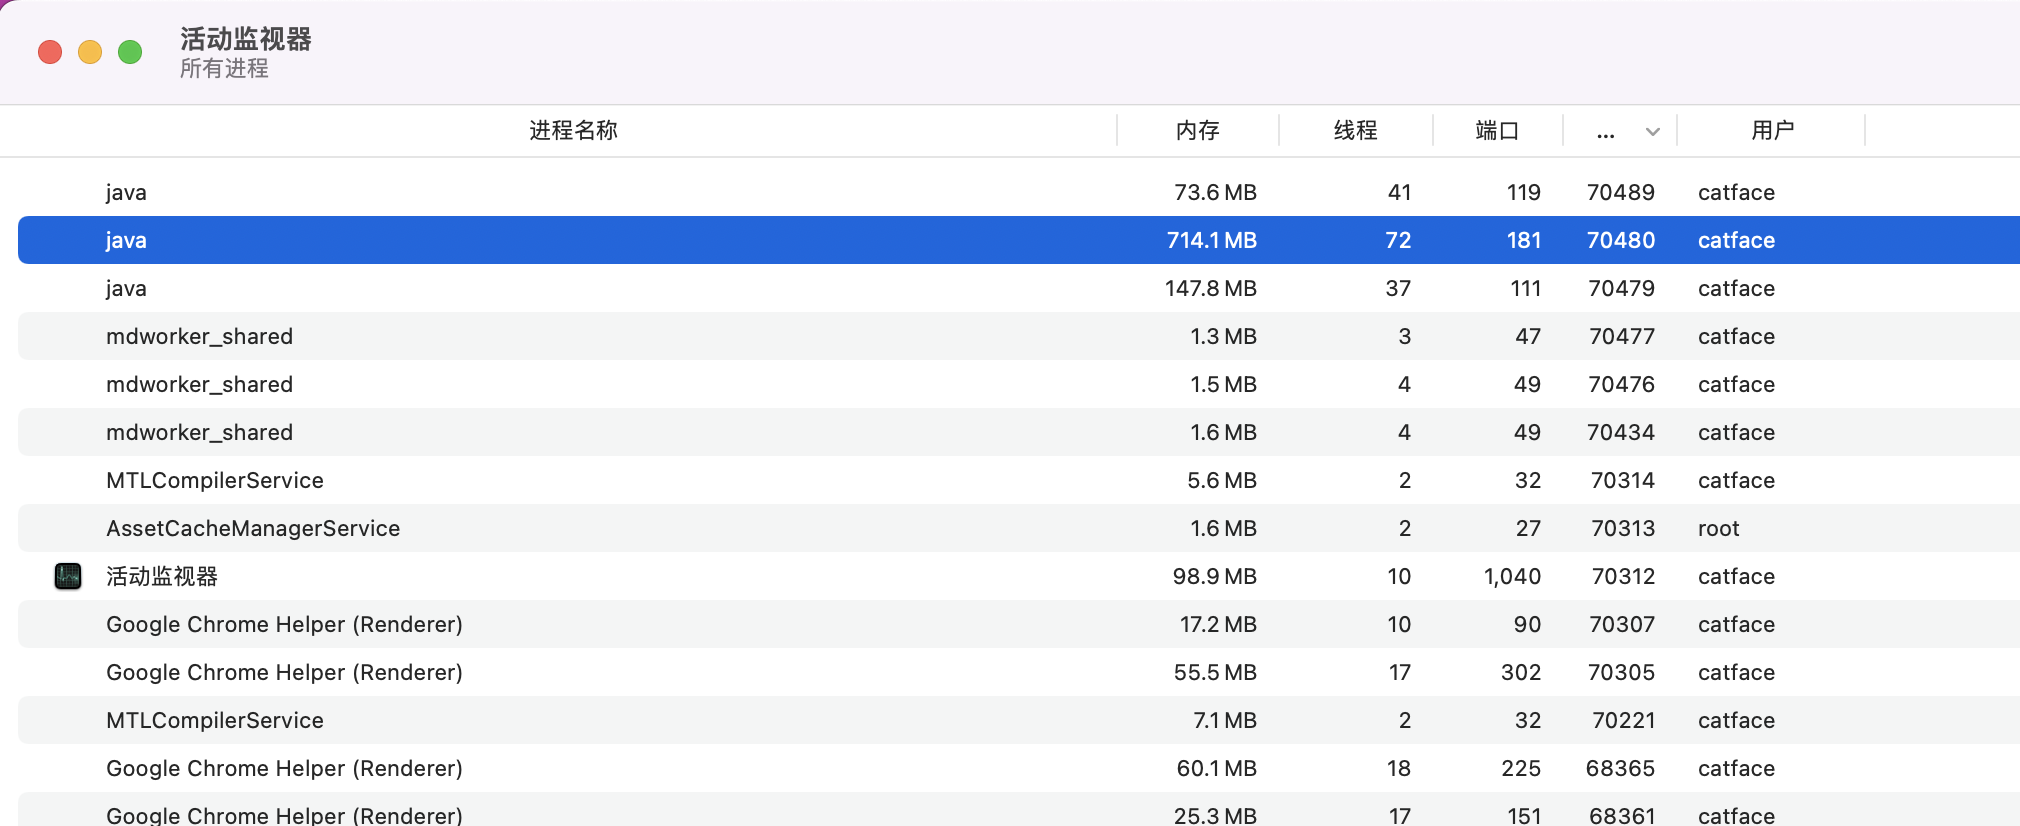 活动监视器
所有进程
进程名称 内存 线程 端口 ... 用户
java 73.6 MB 41 119 70489 catface
java 714.1 MB 72 181 70480 catface
java 147.8 MB 37 111 70479 catface
mdworker_shared 1.3 MB 3 47 70477 catface
mdworker_shared 1.5 MB 4 49 70476 catface
mdworker_shared 1.6 MB 4 49 70434 catface
MTLCompilerService 5.6 MB 2 32 70314 catface
AssetCacheManagerService 1.6 MB 2 27 70313 root
活动监视器 98.9 MB 10 1,040 70312 catface
Google Chrome Helper (Renderer) 17.2 MB 10 90 70307 catface
Google Chrome Helper (Renderer) 55.5 MB 17 302 70305 catface
MTLCompilerService 7.1 MB 2 32 70221 catface
Google Chrome Helper (Renderer) 60.1 MB 18 225 68365 catface
Google Chrome Helper (Renderer) 25.3 MB 17 151 68361 catface